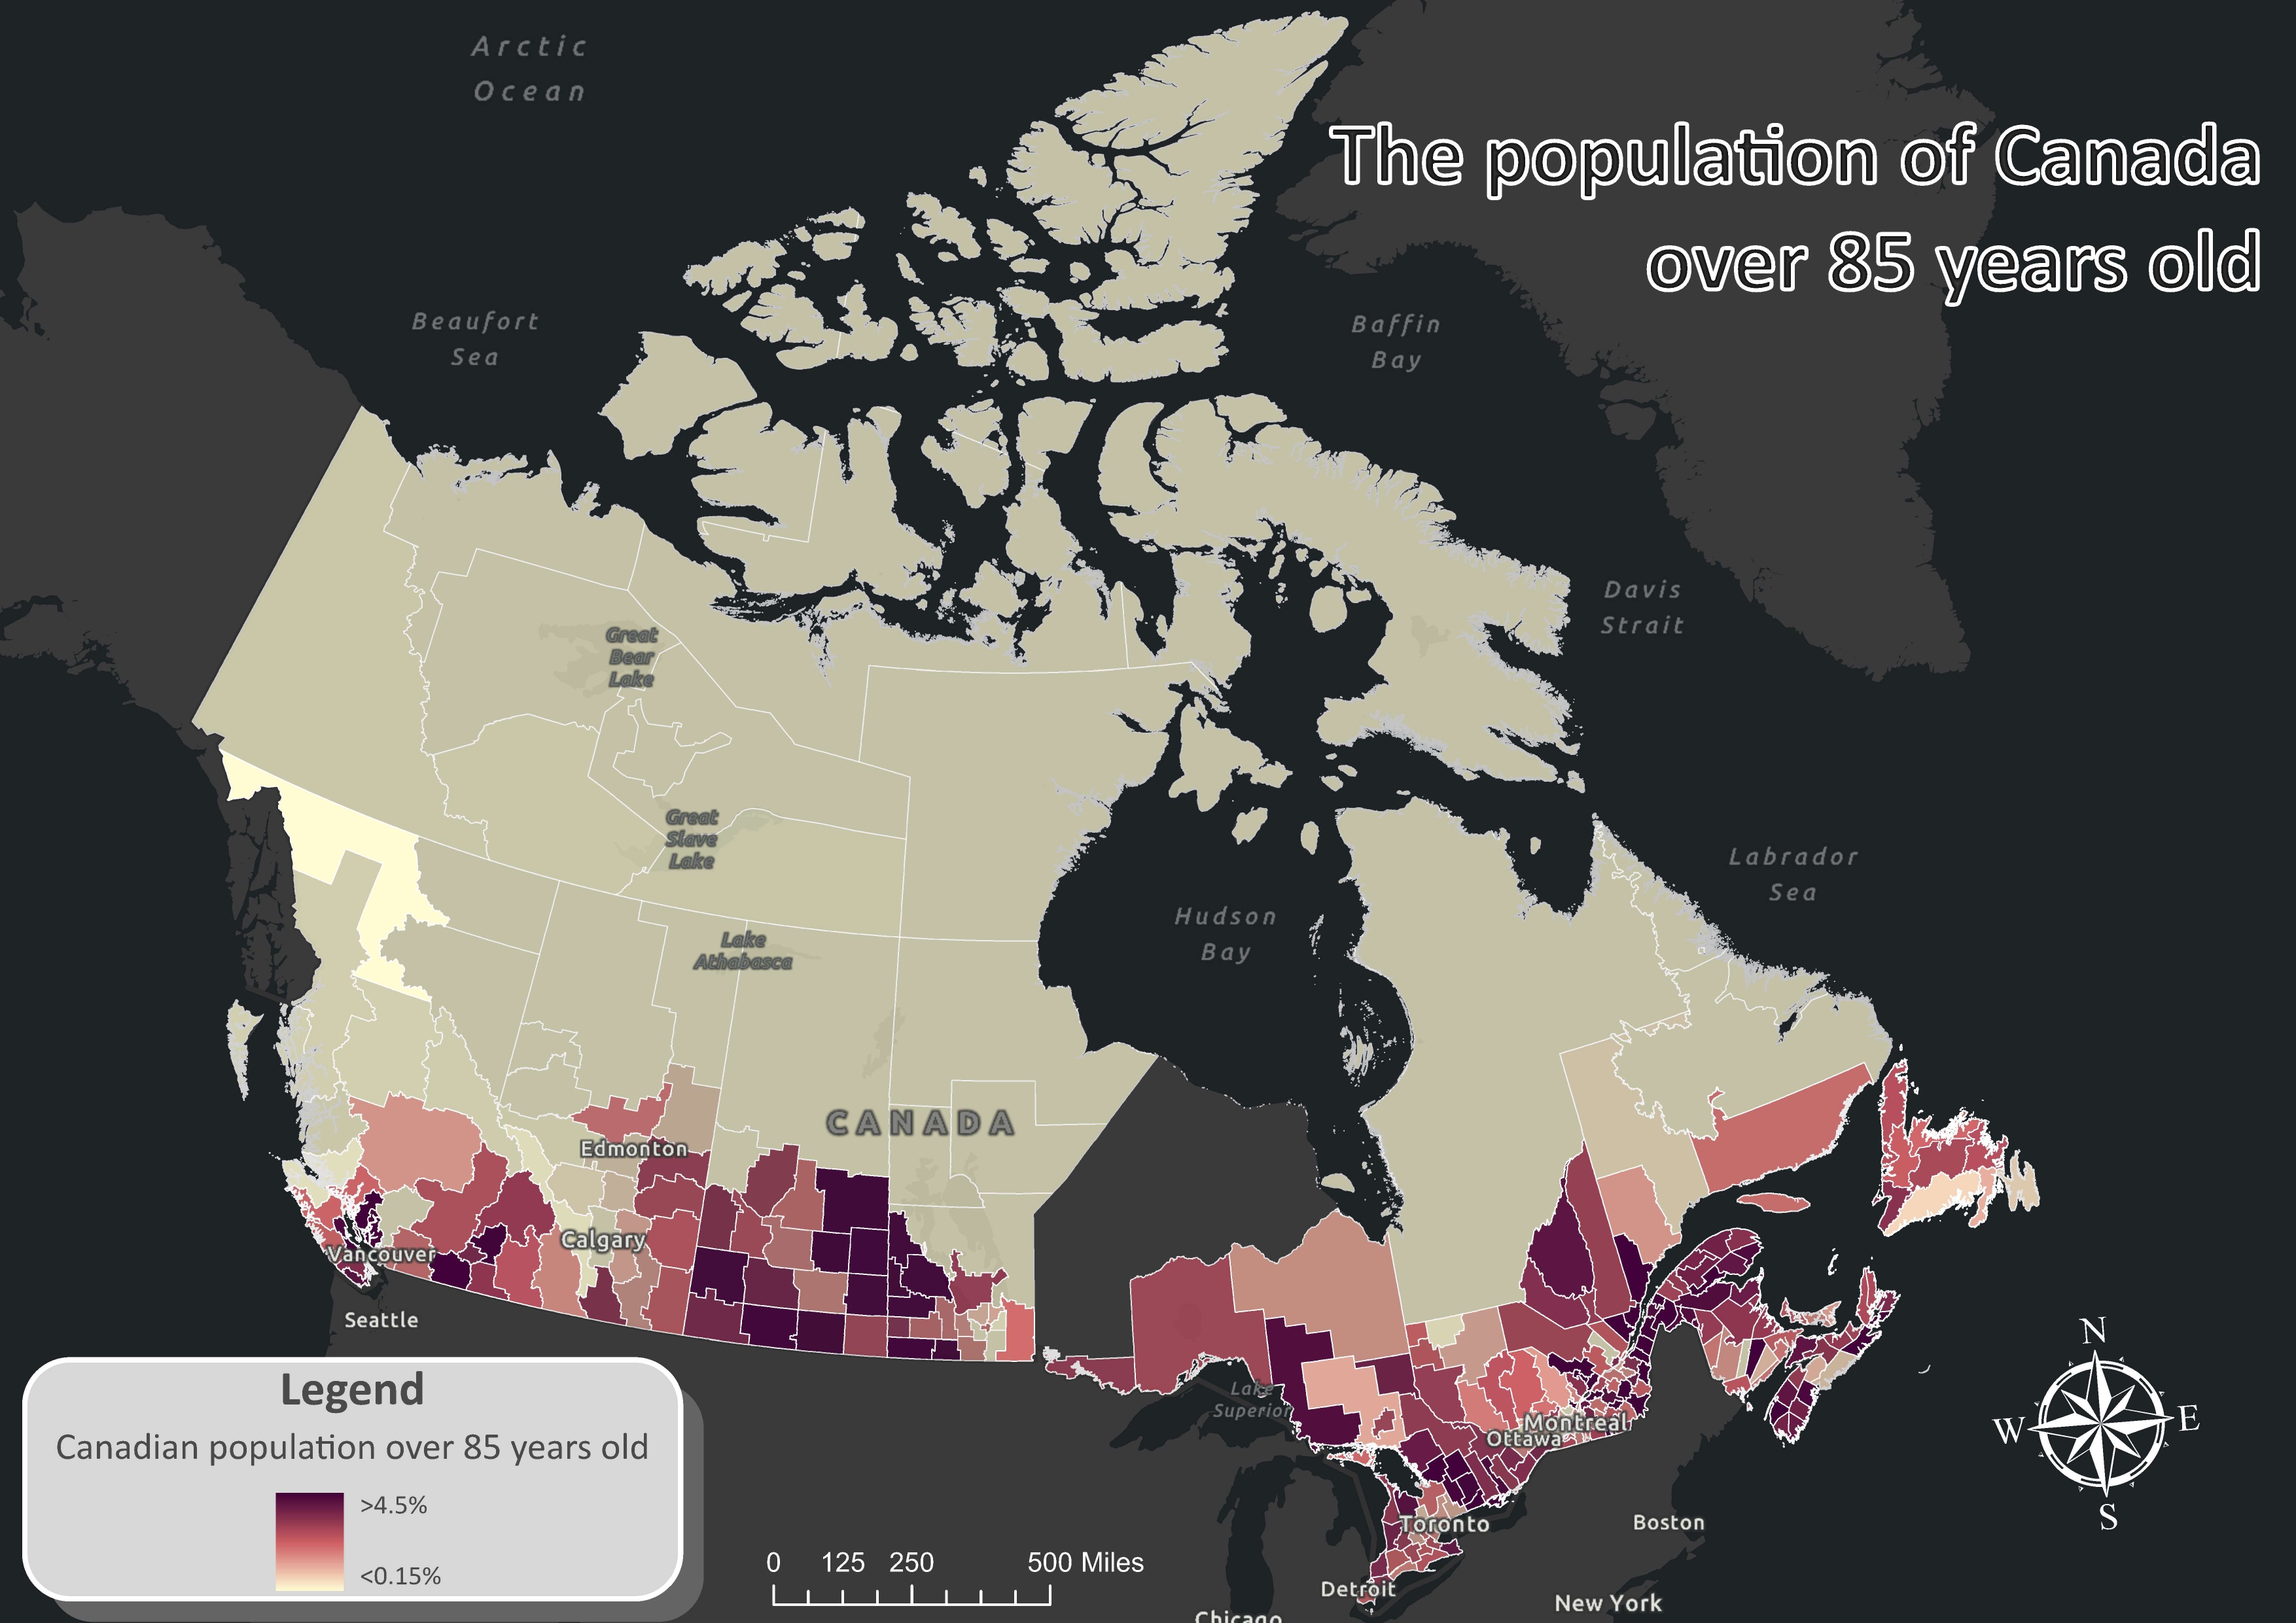 Arctic
Ocean
The population of Canada
over 85 years old
Beaufort
Sea
Baffin
Bay
Davis
Strait
Great
Bear
Lake
Great
Slave
Lake
Labrador
Sea
Hudson
Bay
Lake
Athabasca
CANADA
Edmonton
Calgary
Vancouver
Seattle
N
W
E
S
Lake
Superior
Montreal
Ottawa
Toronto
Boston
Detroit
New York
Chicago
Legend
Canadian population over 85 years old
>4.5%
<0.15%
0 125 250 500 Miles